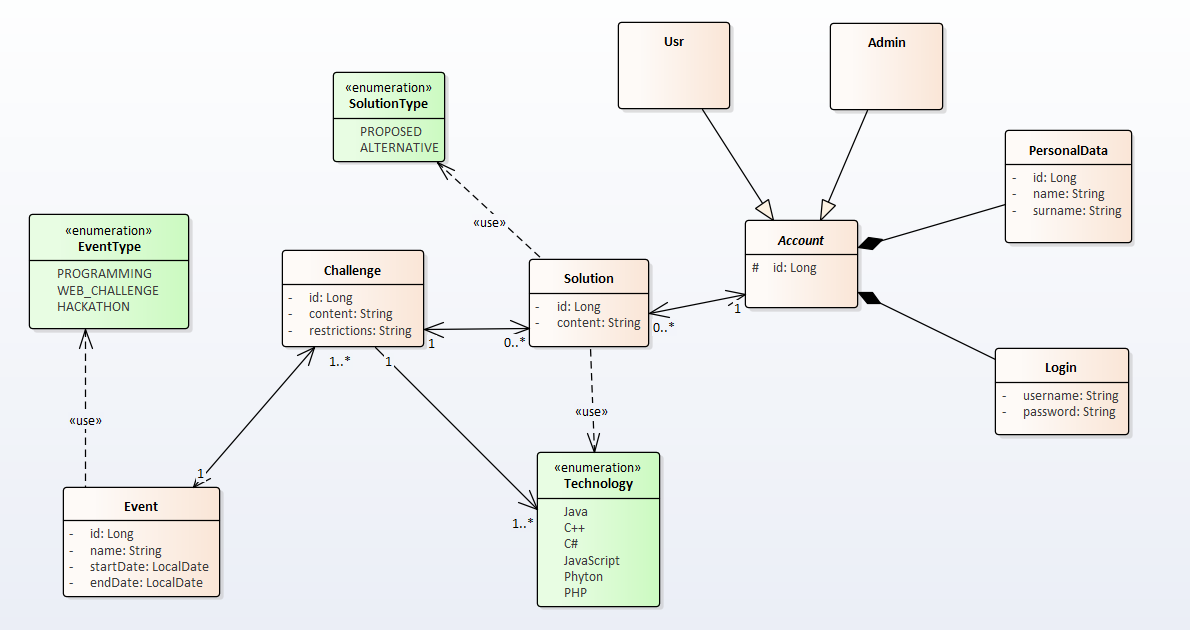 Usr
Admin
«enumeration»
SolutionType
PROPOSED
ALTERNATIVE
PersonalData
- id: Long
- name: String
- surname: String
«enumeration»
EventType
PROGRAMMING
WEB_CHALLENGE
HACKATHON
«use»
Account
# id: Long
Challenge
- id: Long
- content: String
- restrictions: String
Solution
- id: Long
- content: String
1
0..*
0..*
1
1..*
1
Login
- username: String
- password: String
«use»
«use»
1
1..*
«enumeration»
Technology
Java
C++
C#
JavaScript
Phyton
PHP
Event
- id: Long
- name: String
- startDate: LocalDate
- endDate: LocalDate